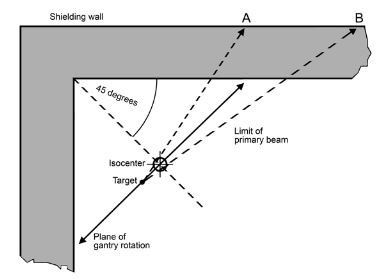 Shielding wall
A
B
45 degrees
Limit of
primary beam
Isocenter
Target
Plane of
gantry rotation